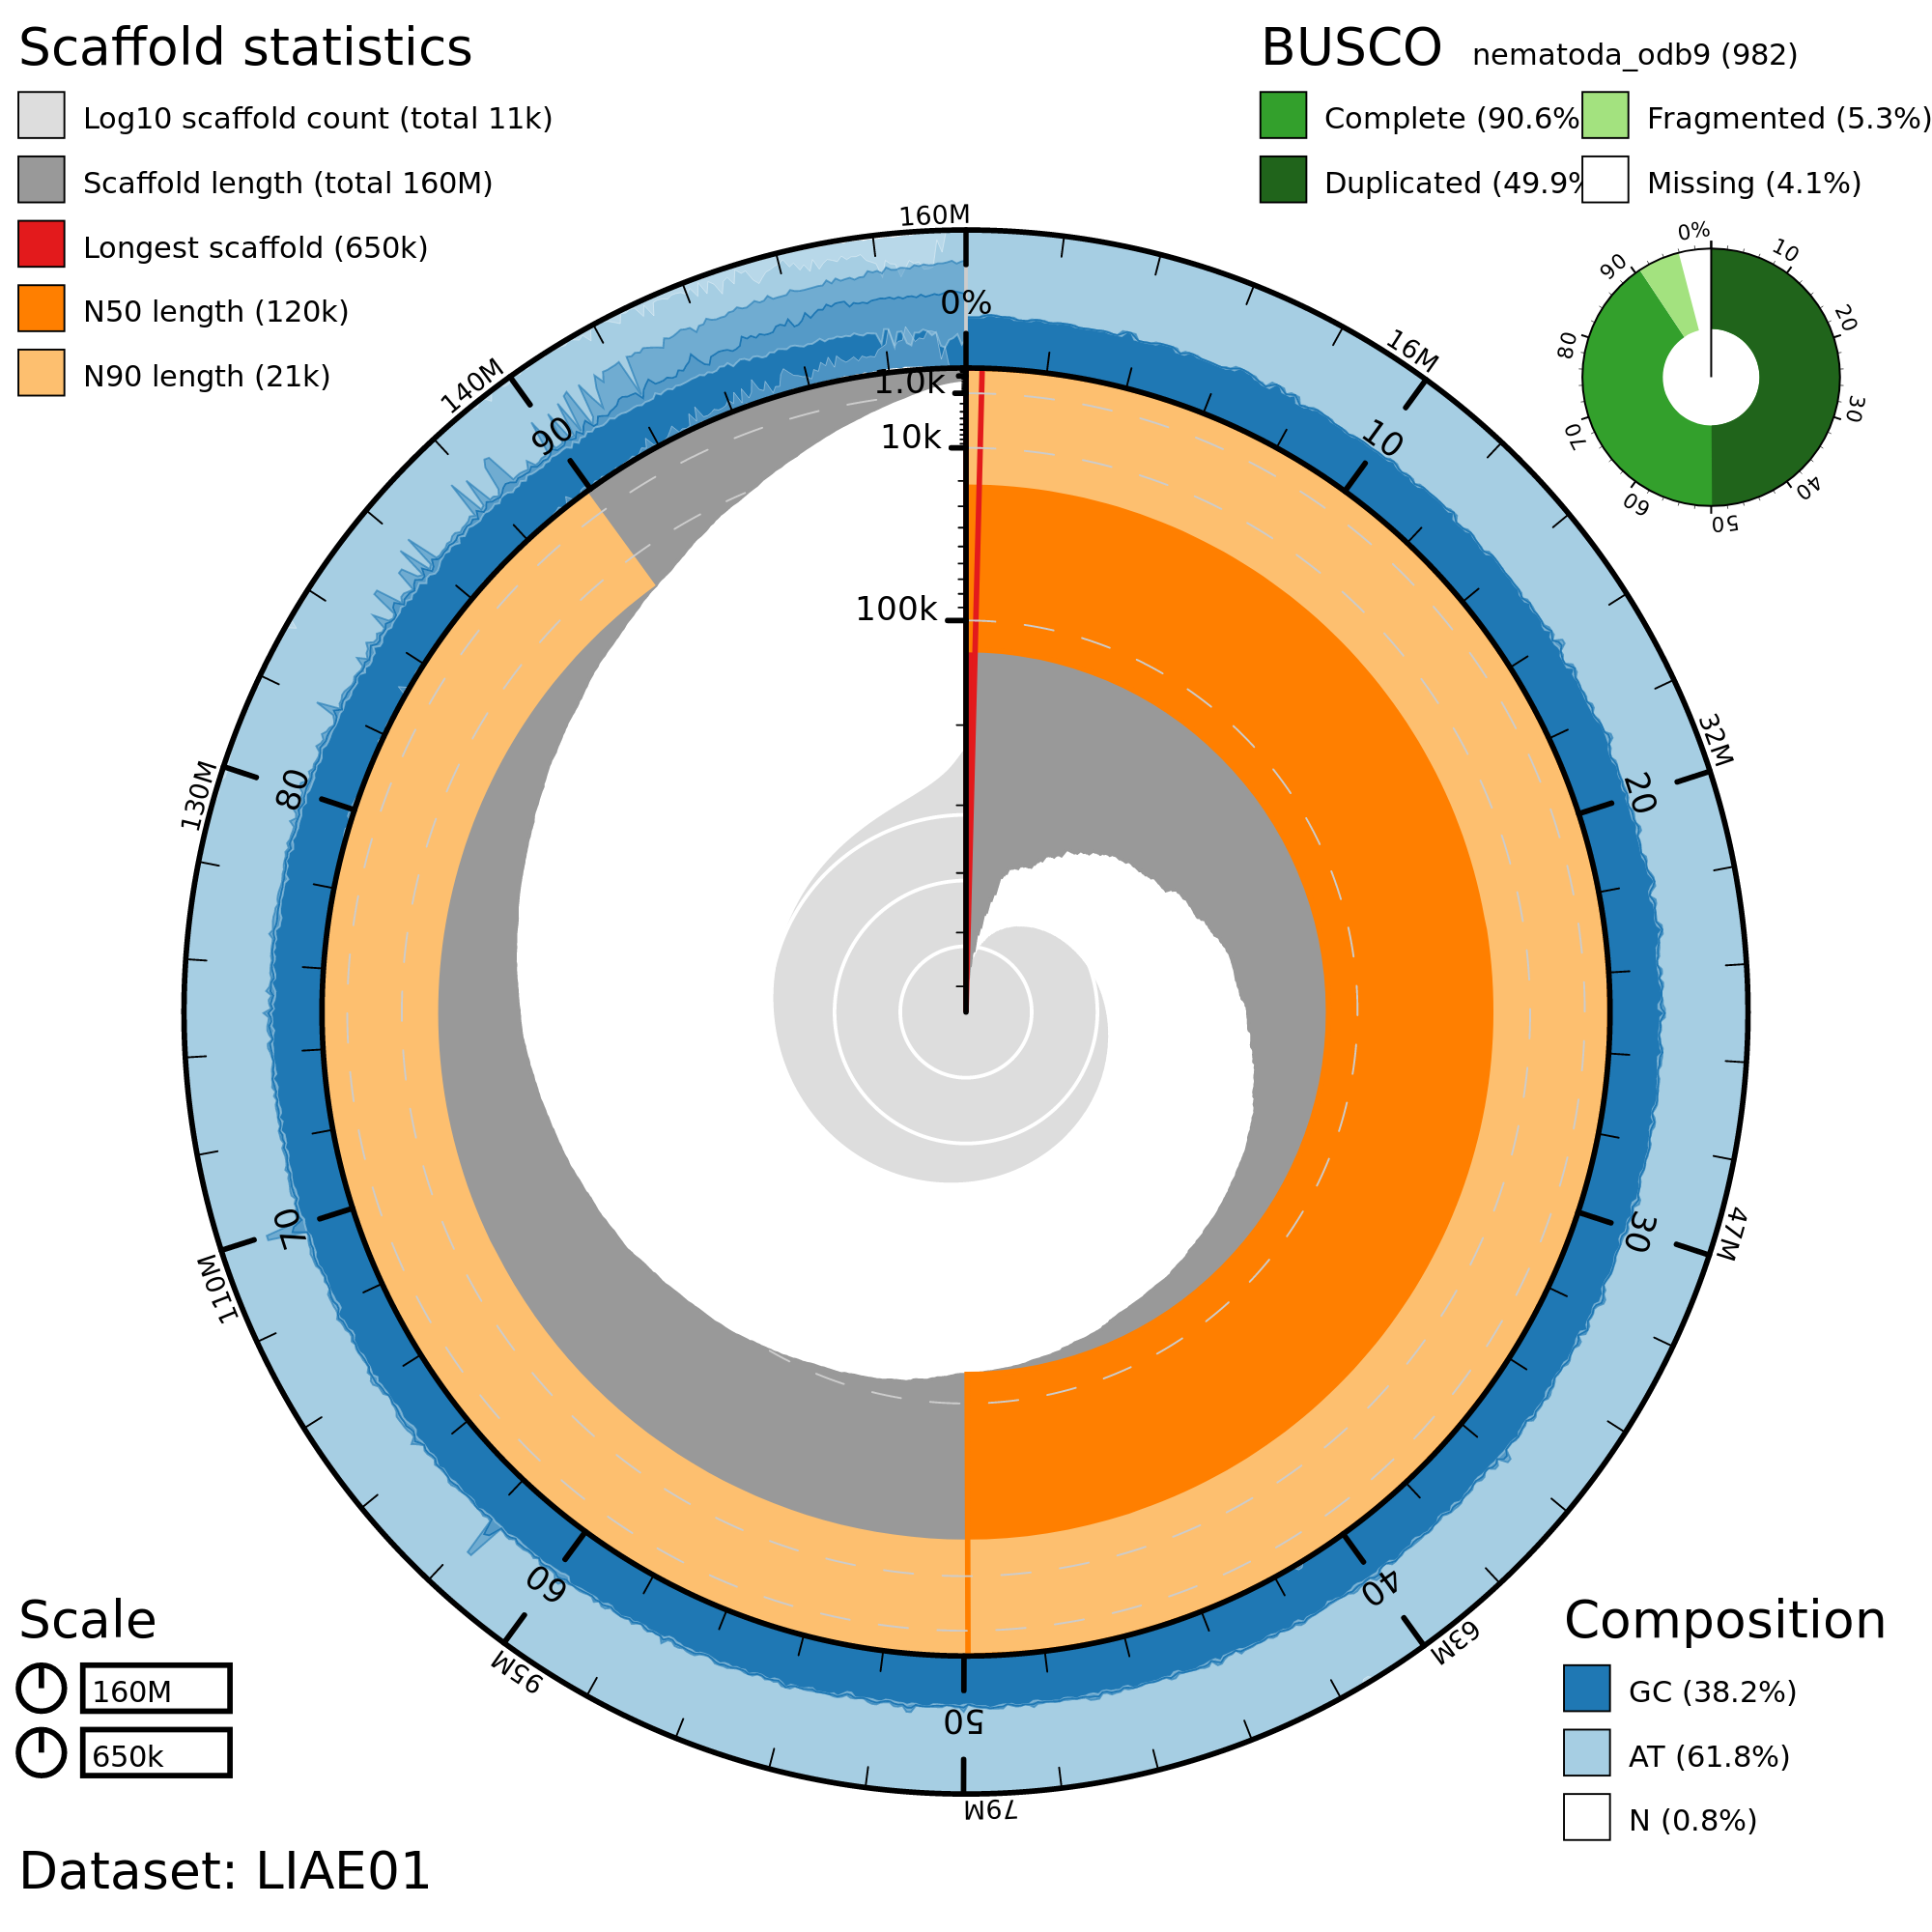 Scaffold statistics
Log10 scaffold count (total 11k)
Scaffold length (total 160M)
Longest scaffold (650k)
N50 length (120k)
N90 length (21k)
BUSCO nematoda_odb9 (982)
Complete (90.6% Fragmented (5.3%)
Duplicated (49.9% Missing (4.1%)
0%
10
20
30
40
50
60
70
80
90
160M
16M
32M
47M
63M
79M
95M
110M
130M
140M
0%
10
20
30
40
50
60
70
80
90
1.0k
10k
100k
Scale
160M
650k
Composition
GC (38.2%)
AT (61.8%)
N (0.8%)
Dataset: LIAE01